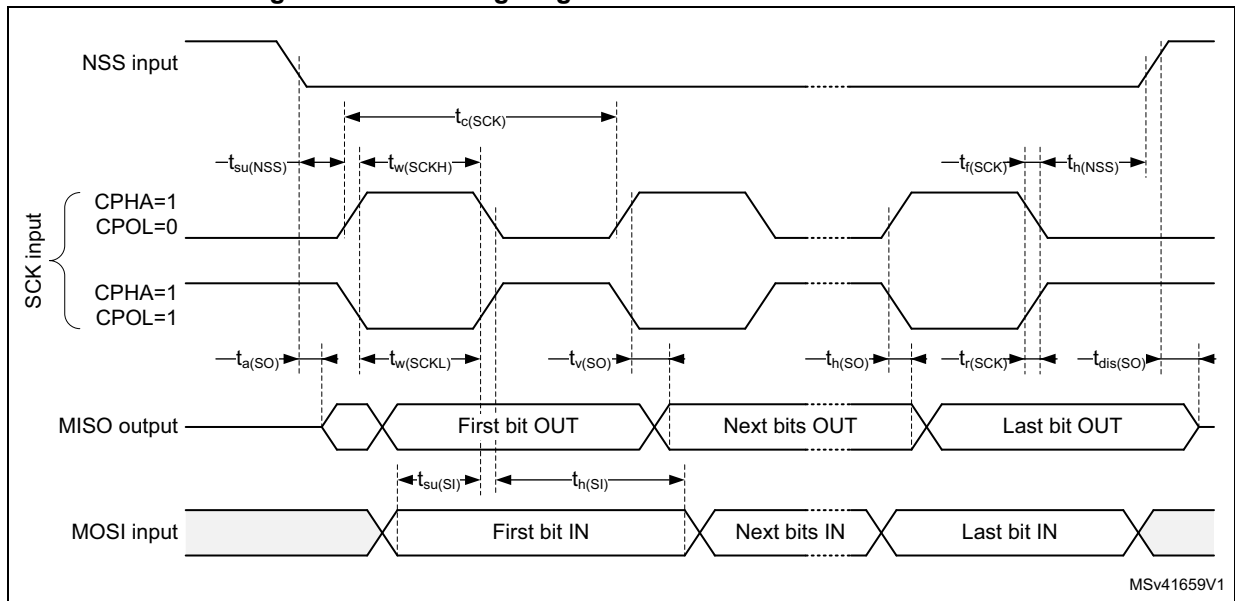 NSS input
tc(SCK)
tsu(NSS)
tw(SCKH)
tf(SCK)
th(NSS)
SCK input
CPHA=1
CPOL=0
CPHA=1
CPOL=1
ta(SO)
tw(SCKL)
tv(SO)
th(SO)
tr(SCK)
tdis(SO)
MISO output
First bit OUT
Next bits OUT
Last bit OUT
tsu(SI)
th(SI)
MOSI input
First bit IN
Next bits IN
Last bit IN
MSv41659V1